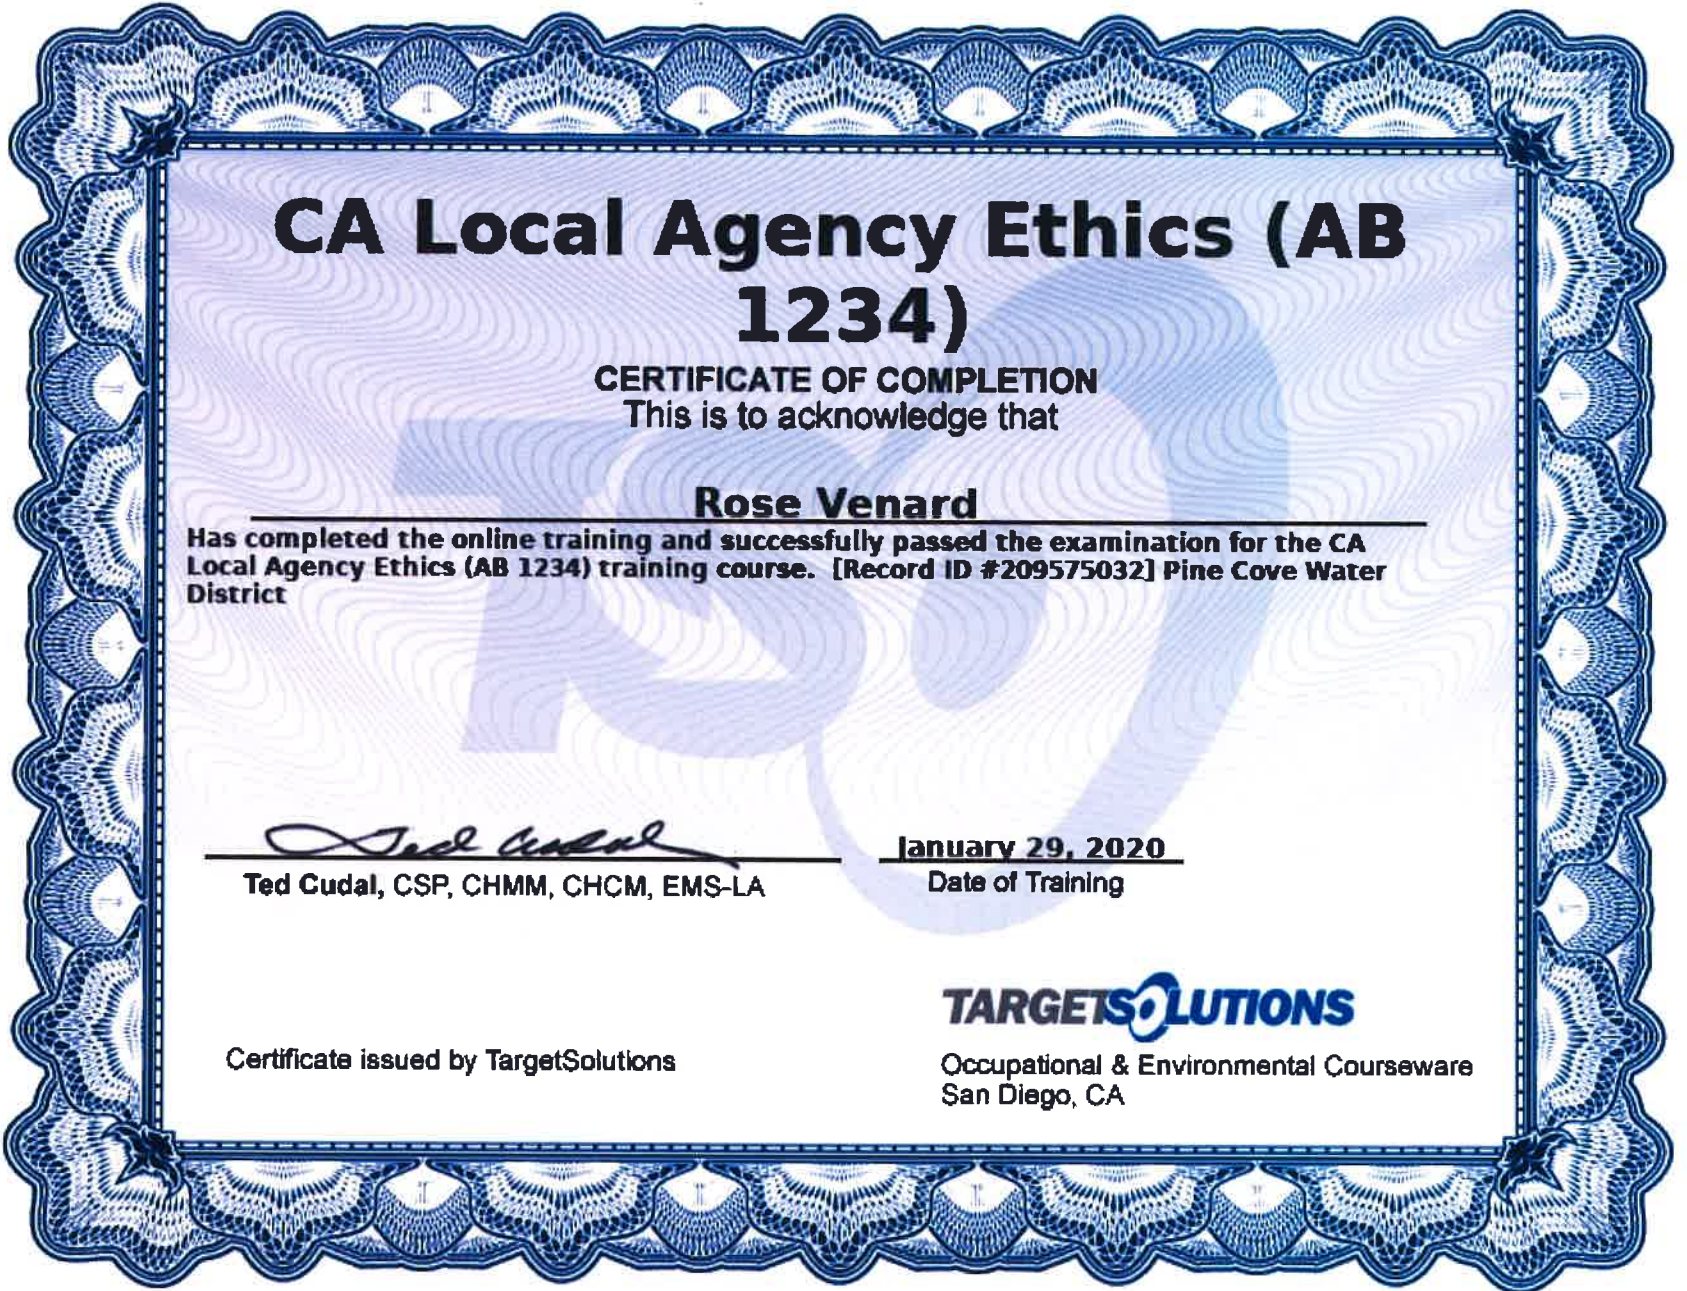 CA Local Agency Ethics (AB
1234)
CERTIFICATE OF COMPLETION
This is to acknowledge that
Rose Venard
Has completed the online training and successfully passed the examination for the CA
Local Agency Ethics (AB 1234) training course. [Record ID #209575032] Pine Cove Water
District
Ted Cudal
January 29, 2020
Ted Cudal, CSP, CHMM, CHCM, EMS-LA
Date of Training
TARGETSOLUTIONS
Certificate issued by TargetSolutions
Occupational & Environmental Courseware
San Diego, CA